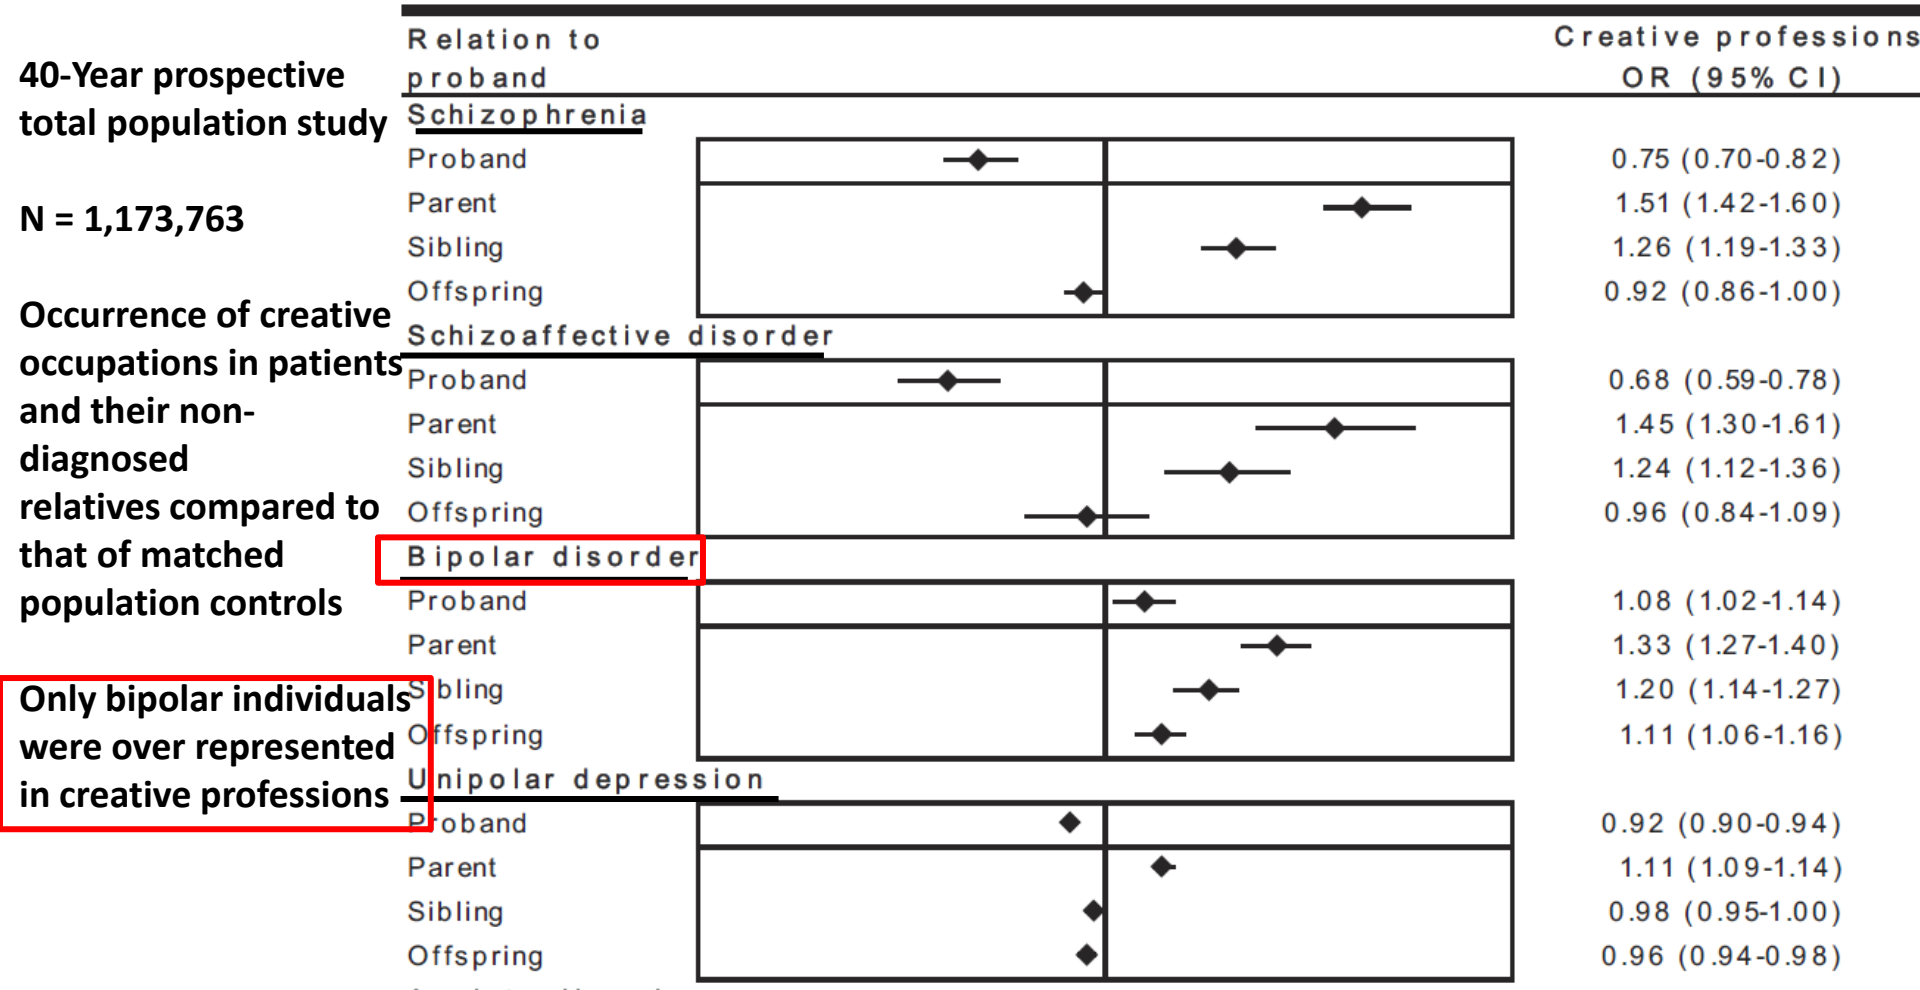 40-Year prospective
total population study
N = 1,173,763
Occurrence of creative
occupations in patients
and their non-
diagnosed
relatives compared to
that of matched
population controls
Only bipolar individuals
were over represented
in creative professions
Relation to
proband
Creative professions
OR (95% CI)
Schizophrenia
Proband 0.75 (0.70-0.82)
Parent 1.51 (1.42-1.60)
Sibling 1.26 (1.19-1.33)
Offspring 0.92 (0.86-1.00)
Schizoaffective disorder
Proband 0.68 (0.59-0.78)
Parent 1.45 (1.30-1.61)
Sibling 1.24 (1.12-1.36)
Offspring 0.96 (0.84-1.09)
Bipolar disorder
Proband 1.08 (1.02-1.14)
Parent 1.33 (1.27-1.40)
Sibling 1.20 (1.14-1.27)
Offspring 1.11 (1.06-1.16)
Unipolar depression
Proband 0.92 (0.90-0.94)
Parent 1.11 (1.09-1.14)
Sibling 0.98 (0.95-1.00)
Offspring 0.96 (0.94-0.98)